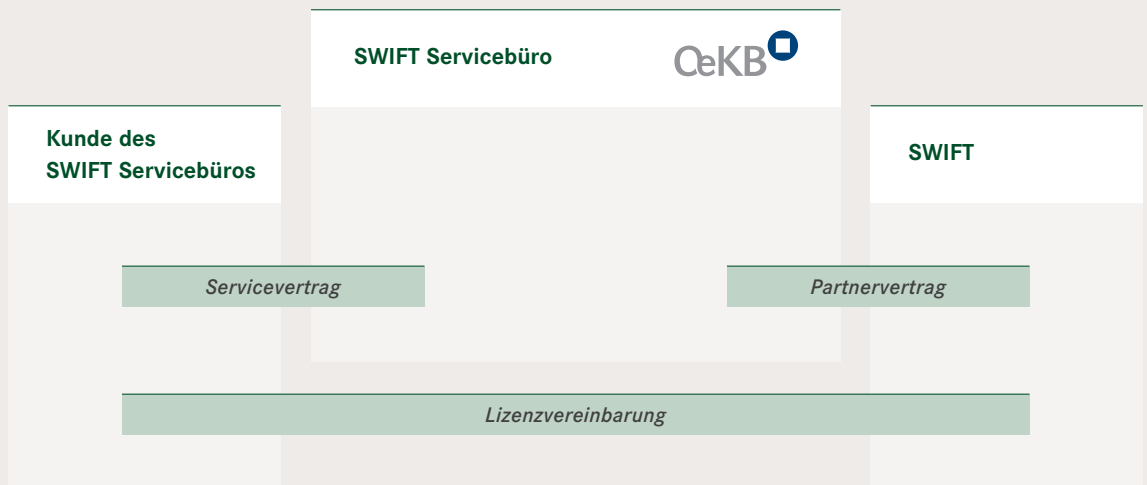 SWIFT Servicebüro
OeKB
Kunde des
SWIFT Servicebüros
SWIFT
Servicevertrag
Partnervertrag
Lizenzvereinbarung